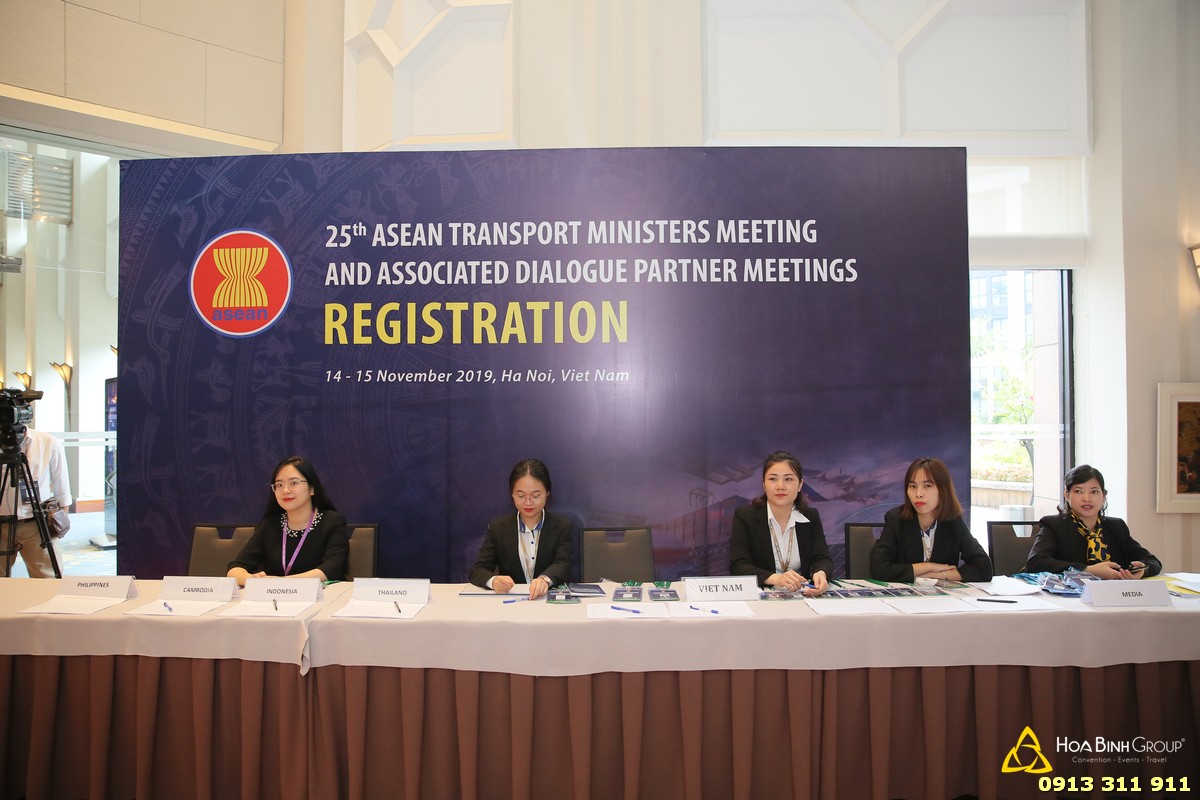 25th ASEAN TRANSPORT MINISTERS MEETING
AND ASSOCIATED DIALOGUE PARTNER MEETINGS
REGISTRATION
14 - 15 November 2019, Ha Noi, Viet Nam
asean
PHILIPPINES
CAMBODIA
INDONESIA
THAILAND
VIET NAM
MEDIA
HOA BINH GROUP®
Convention - Events - Travel
0913 311 911